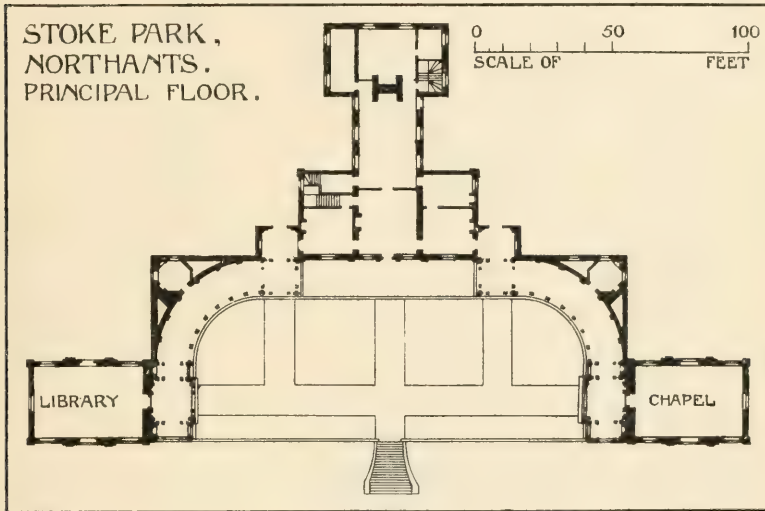 STOKE PARK,
NORTHANTS.
PRINCIPAL FLOOR.
0 50 100
SCALE OF FEET
LIBRARY
CHAPEL